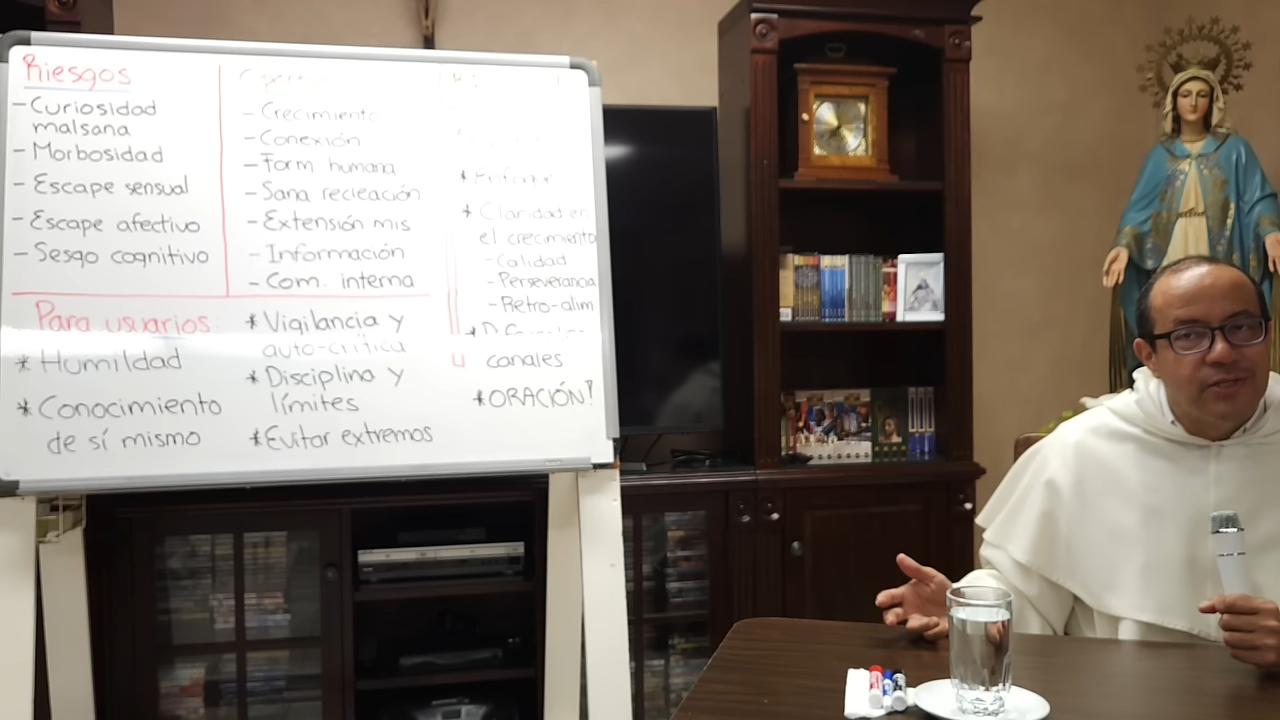 Riesgos
- Curiosidad
malsana
- Morbosidad
- Escape sensual
- Escape afectivo
- Sesgo cognitivo
- Crecimiento
- Conexión
- Form humana
- Sana recreación
- Extensión mis
- Información
- Com. interna
Para usuarios
* Humildad
* Conocimiento
de sí mismo
* Vigilancia y
auto-crítica
* Disciplina y
límites
* Evitar extremos
* Enfoque
* Claridad en
el crecimiento
- Calidad
- Perseverancia
- Retro-alim
canales
* ORACIÓN!